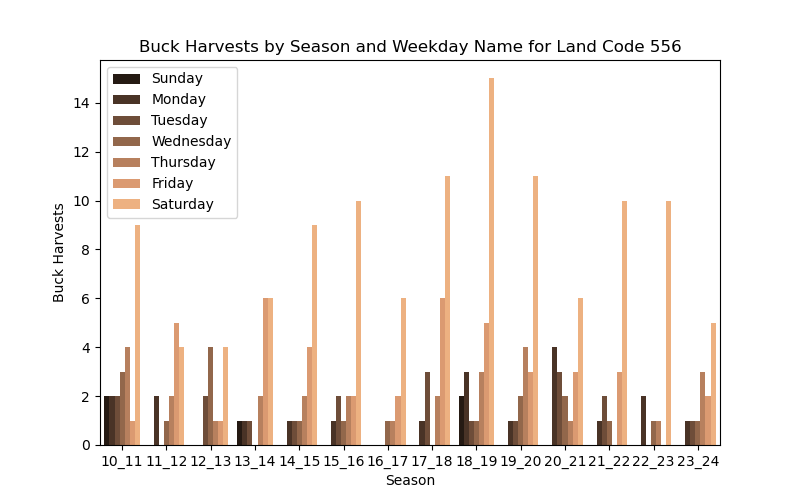 Buck Harvests by Season and Weekday Name for Land Code 556
Sunday
Monday
Tuesday
Wednesday
Thursday
Friday
Saturday
14
12
10
8
6
4
2
0
Buck Harvests
10_11 11_12 12_13 13_14 14_15 15_16 16_17 17_18 18_19 19_20 20_21 21_22 22_23 23_24
Season